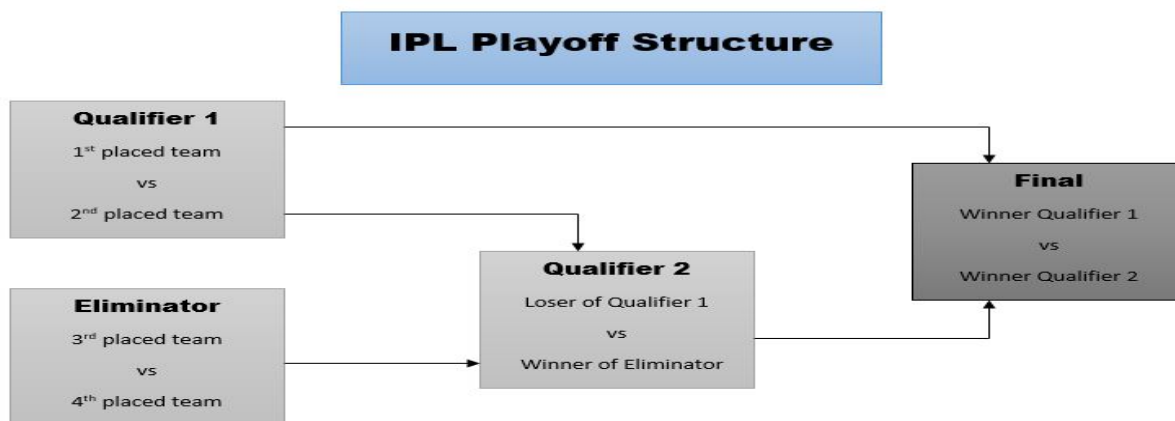 IPL Playoff Structure
Qualifier 1
1st placed team
vs
2nd placed team
Eliminator
3rd placed team
vs
4th placed team
Qualifier 2
Loser of Qualifier 1
vs
Winner of Eliminator
Final
Winner Qualifier 1
vs
Winner Qualifier 2